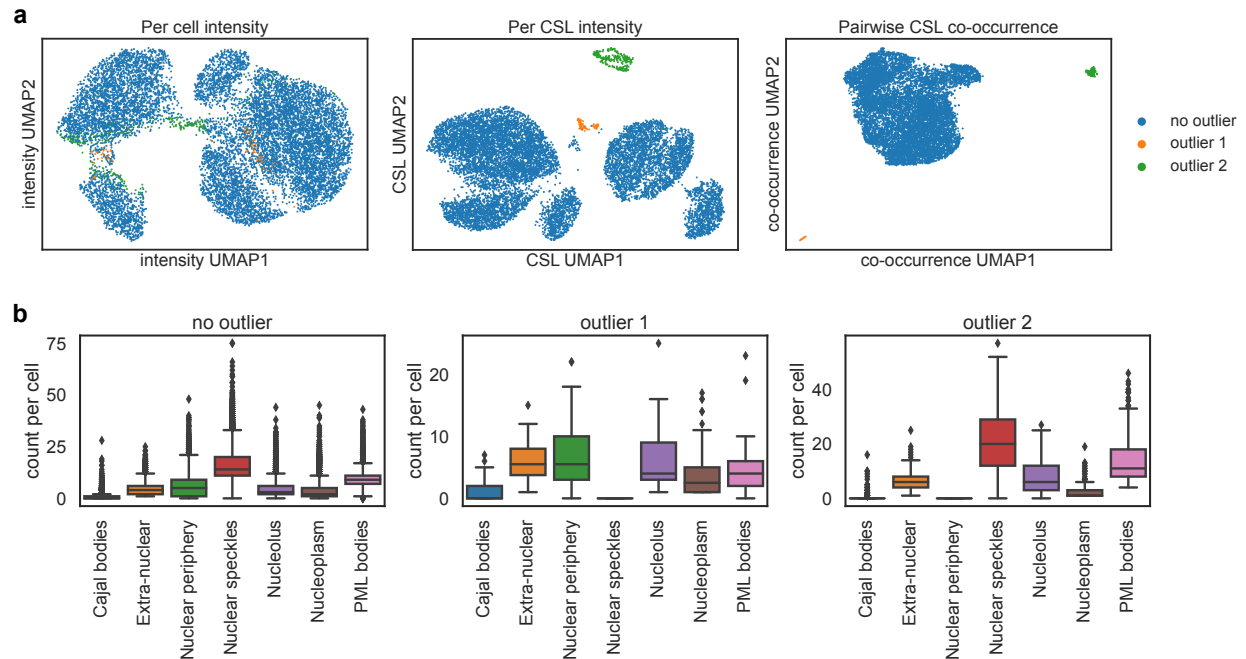 a
Per cell intensity
Per CSL intensity
Pairwise CSL co-occurrence
intensity UMAP2
CSL UMAP2
co-occurrence UMAP2
intensity UMAP1
CSL UMAP1
co-occurrence UMAP1
no outlier
outlier 1
outlier 2
b
no outlier
outlier 1
outlier 2
count per cell
75
50
25
0
count per cell
20
10
0
count per cell
40
20
0
Cajal bodies
Extra-nuclear
Nuclear periphery
Nuclear speckles
Nucleolus
Nucleoplasm
PML bodies
Cajal bodies
Extra-nuclear
Nuclear periphery
Nuclear speckles
Nucleolus
Nucleoplasm
PML bodies
Cajal bodies
Extra-nuclear
Nuclear periphery
Nuclear speckles
Nucleolus
Nucleoplasm
PML bodies